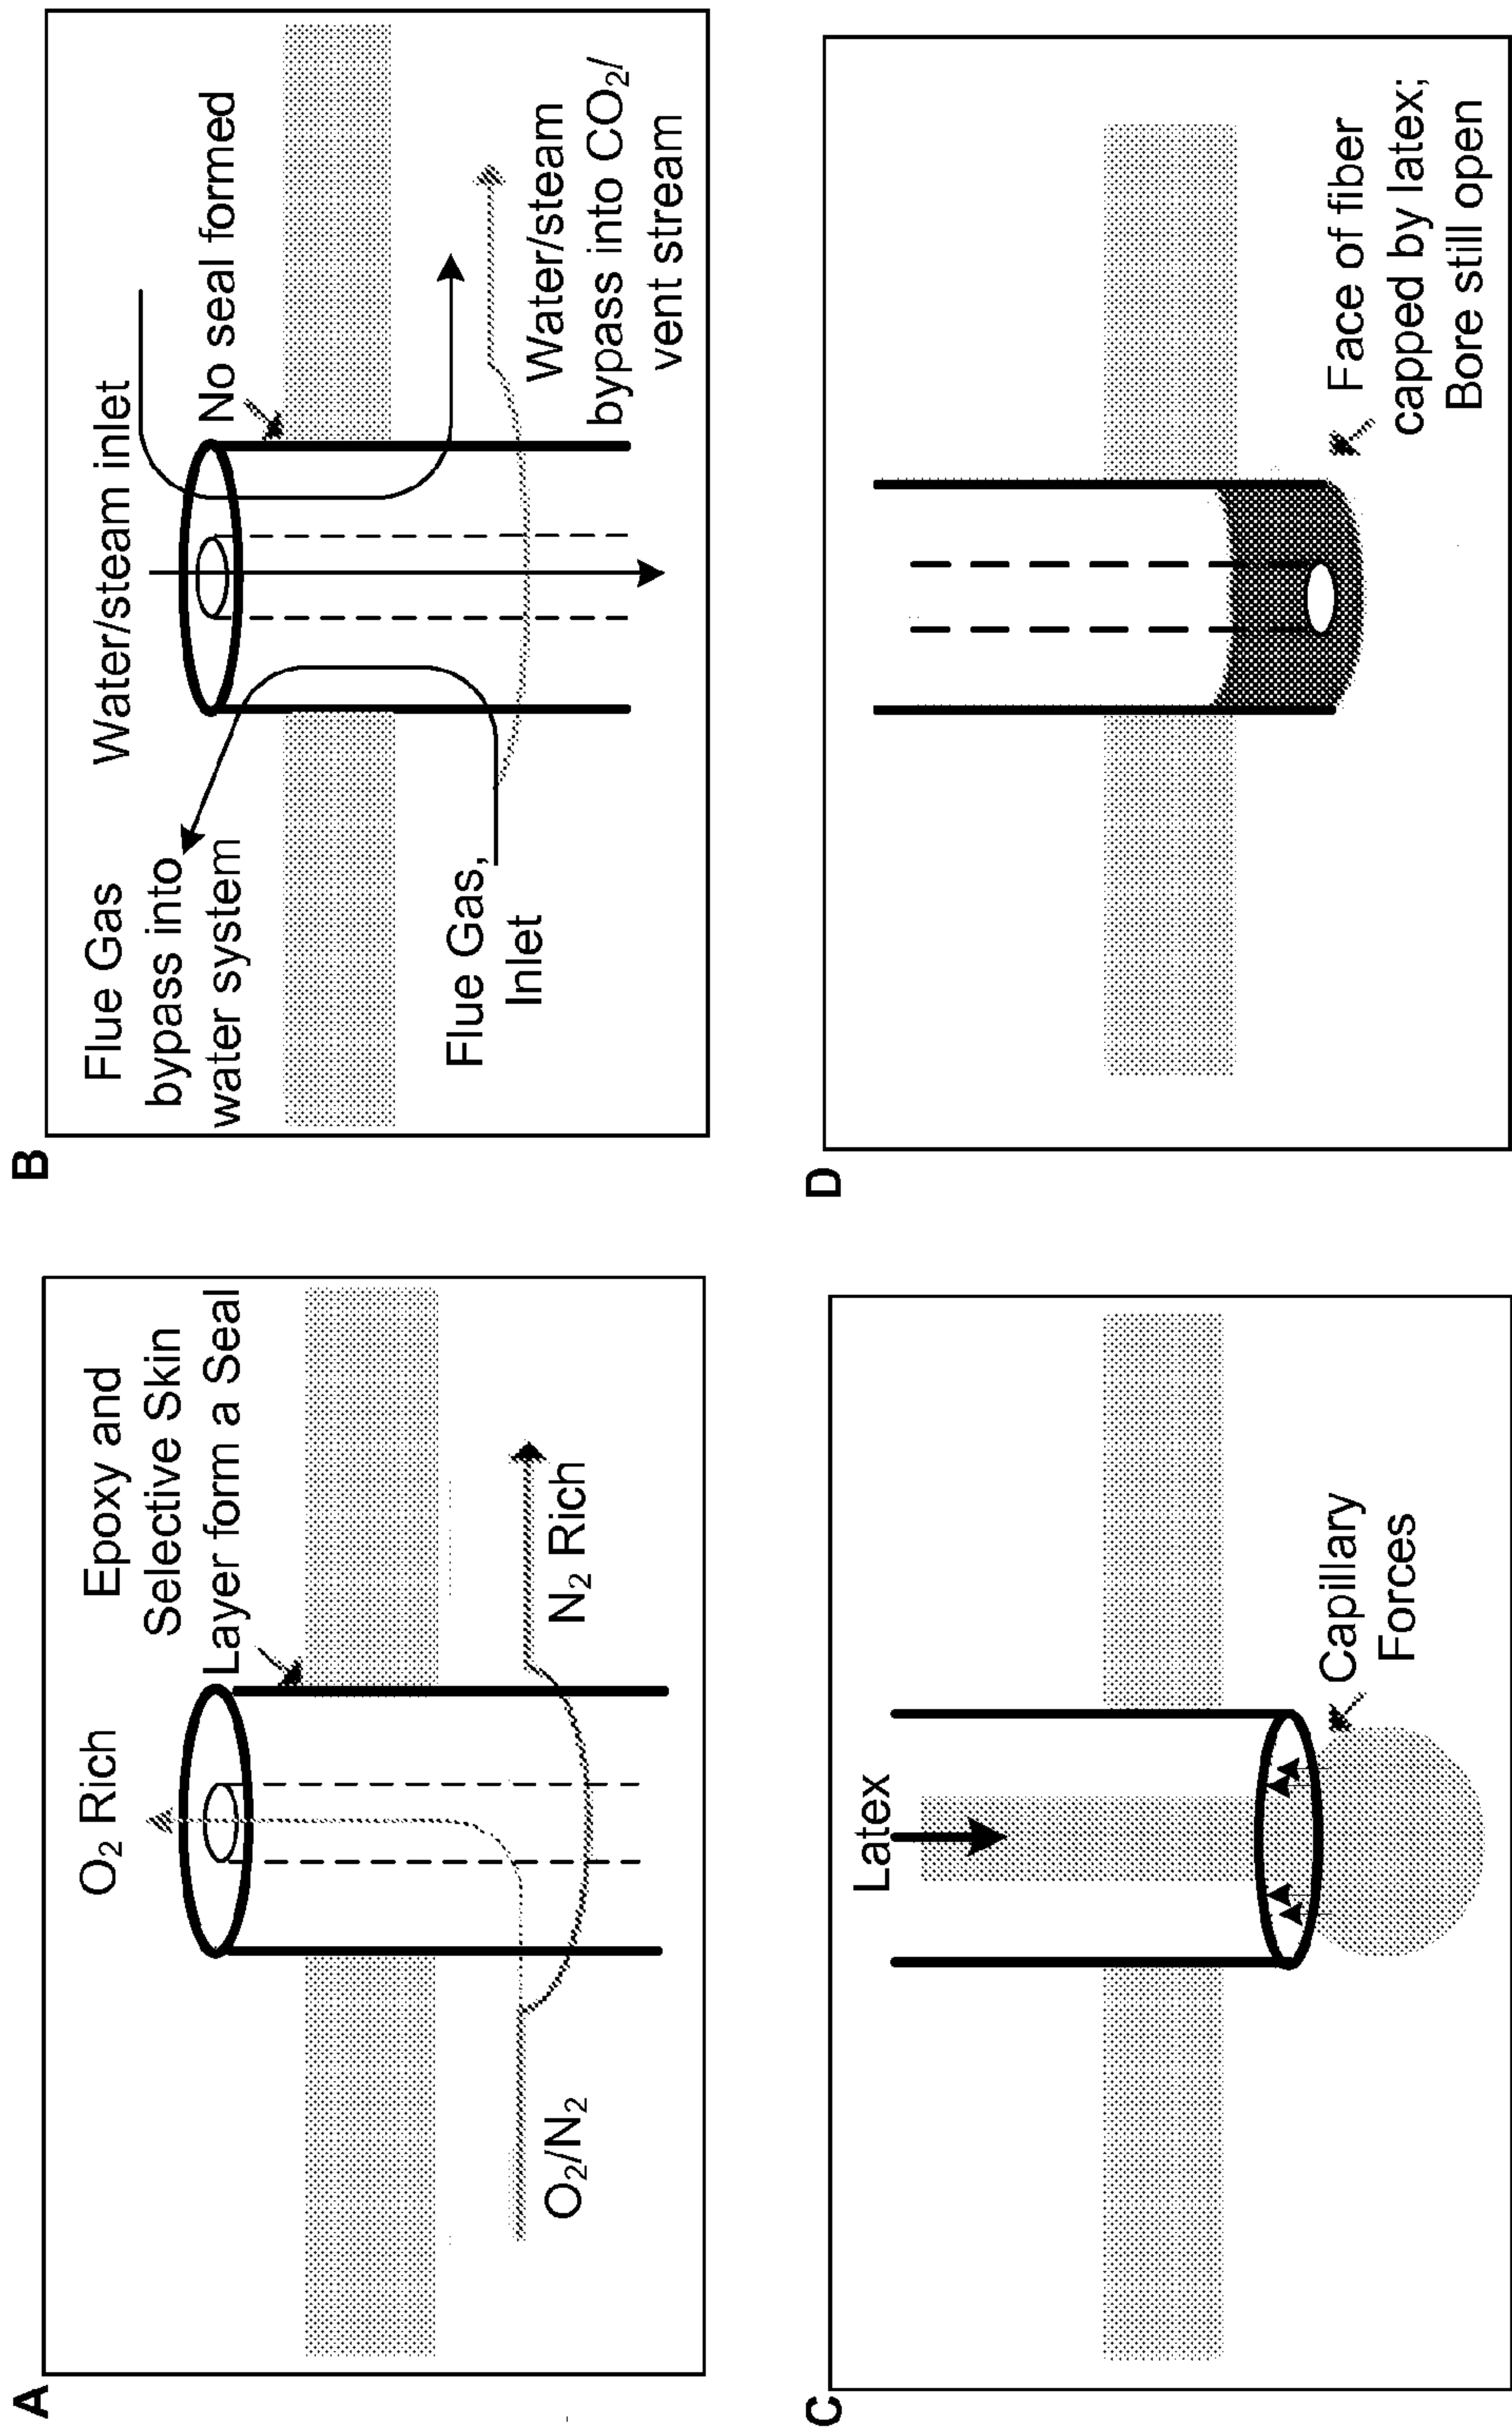 A
O₂ Rich
Epoxy and
Selective Skin
Layer form a Seal
O₂/N₂
N₂ Rich
B
Flue Gas
bypass into
water system
Water/steam inlet
No seal formed
Flue Gas,
Inlet
Water/steam
bypass into CO₂/
vent stream
C
Latex
Capillary
Forces
D
Face of fiber
capped by latex;
Bore still open